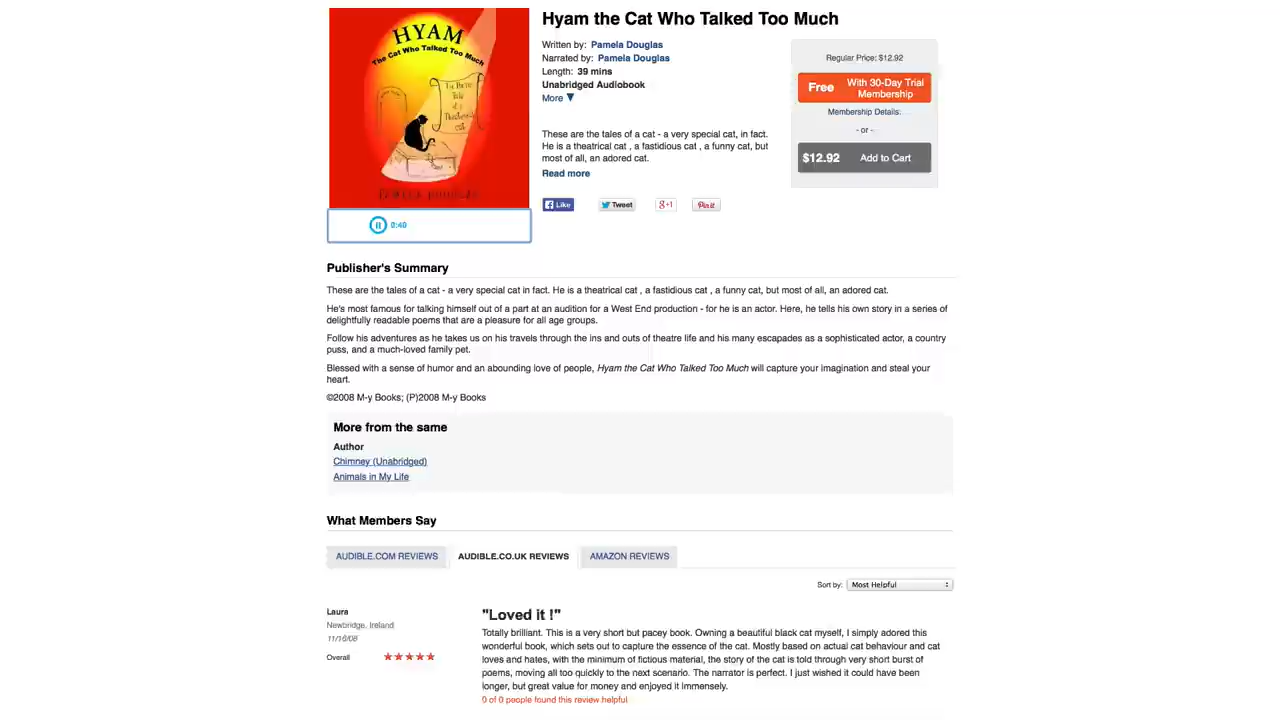 HYAM
The Cat Who Talked Too Much
Hyam the Cat Who Talked Too Much
Written by: Pamela Douglas
Narrated by: Pamela Douglas
Length: 39 mins
Unabridged Audiobook
More ▼
These are the tales of a cat - a very special cat, in fact.
He is a theatrical cat , a fastidious cat , a funny cat, but
most of all, an adored cat.
Read more
Like
Tweet
g+1
Pin it
Regular Price: $12.92
Free With 30-Day Trial
Membership
Membership Details:
- or -
$12.92 Add to Cart
0:40
Publisher's Summary
These are the tales of a cat - a very special cat in fact. He is a theatrical cat , a fastidious cat , a funny cat, but most of all, an adored cat.
He's most famous for talking himself out of a part at an audition for a West End production - for he is an actor. Here, he tells his own story in a series of
delightfully readable poems that are a pleasure for all age groups.
Follow his adventures as he takes us on his travels through the ins and outs of theatre life and his many escapades as a sophisticated actor, a country
puss, and a much-loved family pet.
Blessed with a sense of humor and an abounding love of people, Hyam the Cat Who Talked Too Much will capture your imagination and steal your
heart.
©2008 M-y Books; (P)2008 M-y Books
More from the same
Author
Chimney (Unabridged)
Animals in My Life
What Members Say
AUDIBLE.COM REVIEWS
AUDIBLE.CO.UK REVIEWS
AMAZON REVIEWS
Sort by: Most Helpful
Laura
Newbridge, Ireland
11/16/08
Overall
"Loved it !"
Totally brilliant. This is a very short but pacey book. Owning a beautiful black cat myself, I simply adored this
wonderful book, which sets out to capture the essence of the cat. Mostly based on actual cat behaviour and cat
loves and hates, with the minimum of fictious material, the story of the cat is told through very short burst of
poems, moving all too quickly to the next scenario. The narrator is perfect. I just wished it could have been
longer, but great value for money and enjoyed it immensely.
0 of 0 people found this review helpful